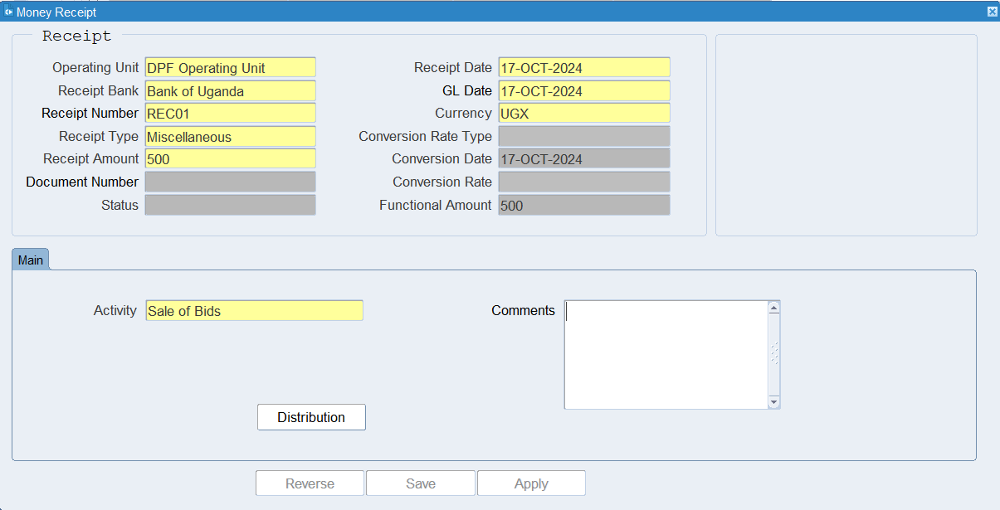 Money Receipt
Receipt
Operating Unit DPF Operating Unit Receipt Date 17-OCT-2024
Receipt Bank Bank of Uganda GL Date 17-OCT-2024
Receipt Number REC01 Currency UGX
Receipt Type Miscellaneous Conversion Rate Type
Receipt Amount 500 Conversion Date 17-OCT-2024
Document Number Conversion Rate
Status Functional Amount 500
Main
Activity Sale of Bids Comments
Distribution
Reverse Save Apply